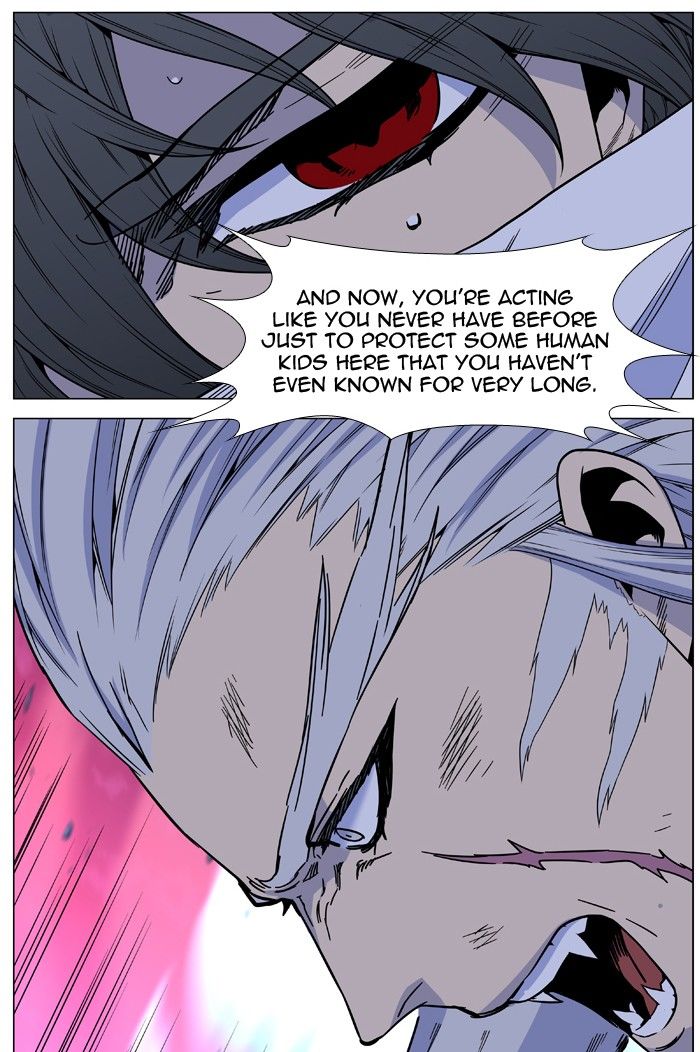 AND NOW, YOU'RE ACTING
LIKE YOU NEVER HAVE BEFORE
JUST TO PROTECT SOME HUMAN
KIDS HERE THAT YOU HAVEN'T
EVEN KNOWN FOR VERY LONG.